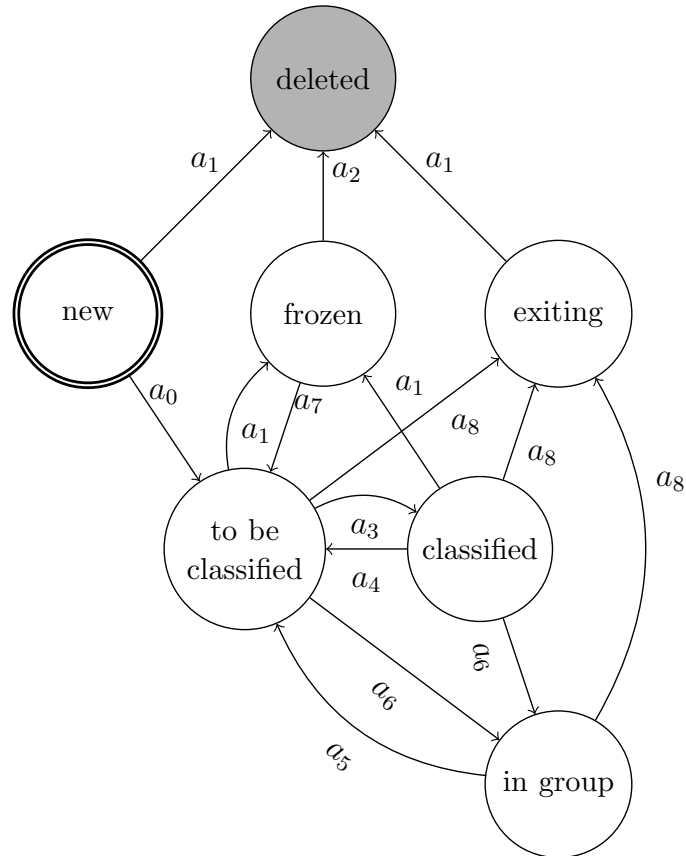 deleted
a₁
a₂
a₁
new
frozen
exiting
a₀
a₇
a₁
a₁
a₈
a₈
a₈
to be
classified
a₃
classified
a₄
a₆
a₆
a₅
in group